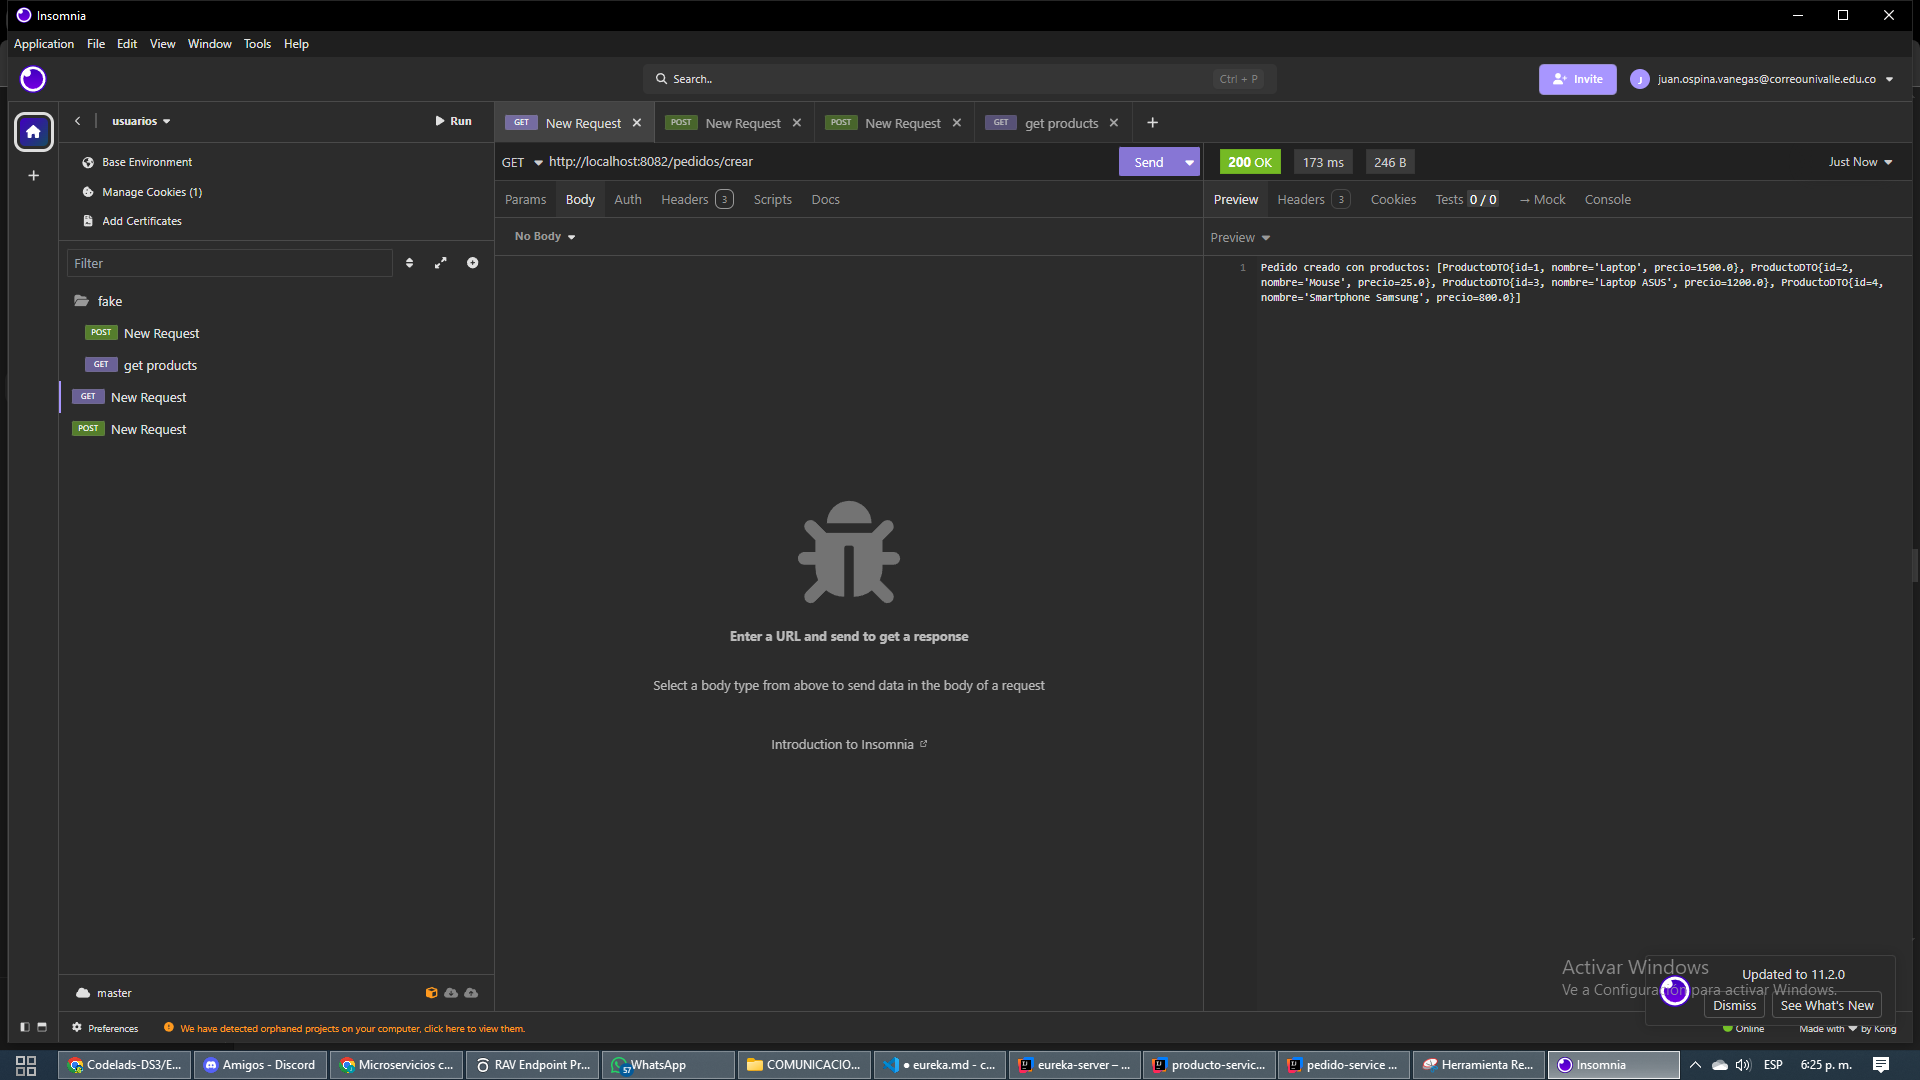 Insomnia
Application File Edit View Window Tools Help
Search.. Ctrl + P
Invite
J juan.ospina.vanegas@correounivalle.edu.co
usuarios Run
GET New Request POST New Request POST New Request GET get products
Base Environment
Manage Cookies (1)
Add Certificates
GET http://localhost:8082/pedidos/crear Send
200 OK 173 ms 246 B Just Now
Params Body Auth Headers 3 Scripts Docs
Preview Headers 3 Cookies Tests 0 / 0 → Mock Console
No Body
Preview
Filter
fake
POST New Request
GET get products
GET New Request
POST New Request
1 Pedido creado con productos: [ProductoDTO{id=1, nombre='Laptop', precio=1500.0}, ProductoDTO{id=2,
nombre='Mouse', precio=25.0}, ProductoDTO{id=3, nombre='Laptop ASUS', precio=1200.0}, ProductoDTO{id=4,
nombre='Smartphone Samsung', precio=800.0}]
Enter a URL and send to get a response
Select a body type from above to send data in the body of a request
Introduction to Insomnia
Activar Windows
Ve a Configuración para activar Windows.
Updated to 11.2.0
Dismiss See What's New
master
Preferences We have detected orphaned projects on your computer, click here to view them.
Online Made with ❤ by Kong
Codelads-DS3/E... Amigos - Discord Microservicios c... RAV Endpoint Pr... 57 WhatsApp COMUNICACIO... ● eureka.md - c... eureka-server – ... producto-servic... pedido-service ... Herramienta Re... Insomnia ESP 6:25 p. m.